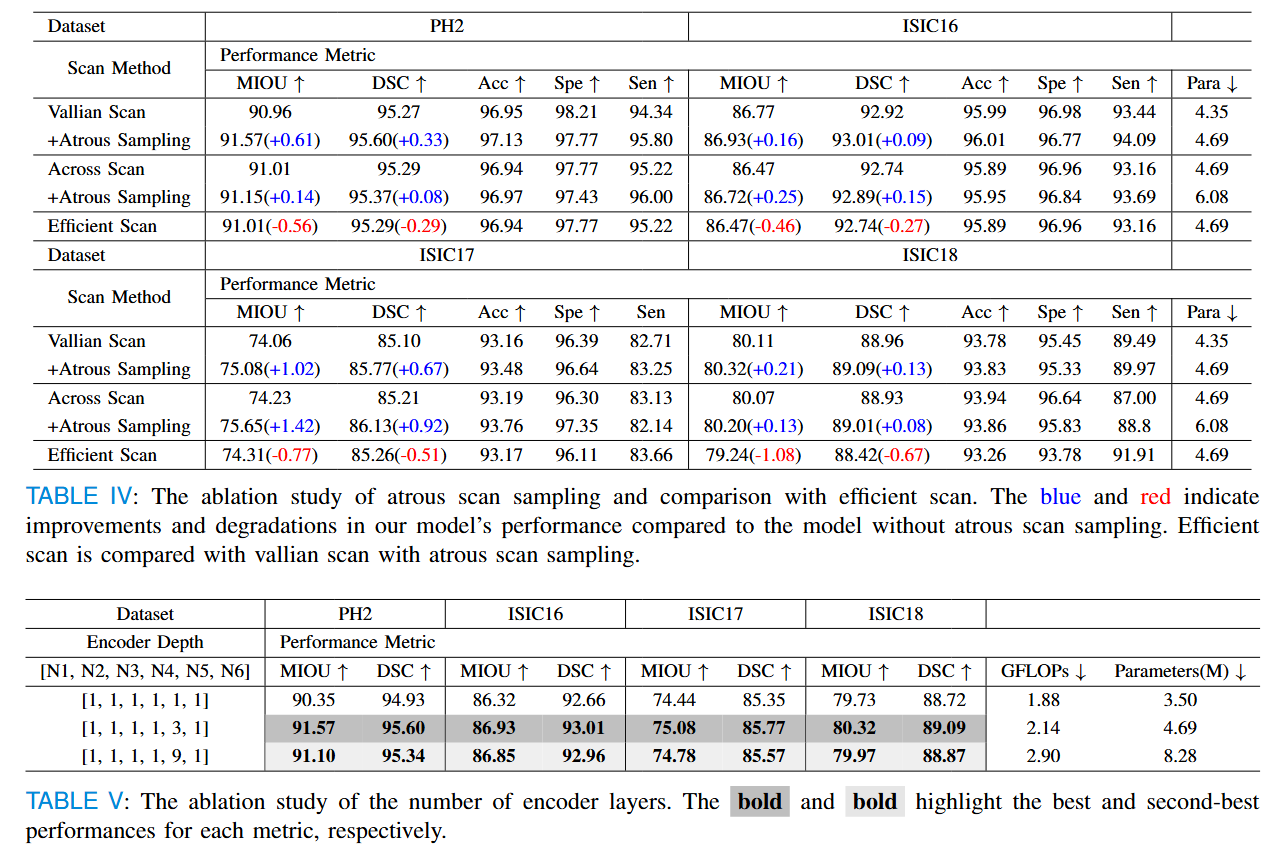 Dataset PH2 ISIC16
Scan Method Performance Metric
MIOU ↑ DSC ↑ Acc ↑ Spe ↑ Sen ↑ MIOU ↑ DSC ↑ Acc ↑ Spe ↑ Sen ↑ Para ↓
Vallian Scan 90.96 95.27 96.95 98.21 94.34 86.77 92.92 95.99 96.98 93.44 4.35
+Atrous Sampling 91.57(+0.61) 95.60(+0.33) 97.13 97.77 95.80 86.93(+0.16) 93.01(+0.09) 96.01 96.77 94.09 4.69
Across Scan 91.01 95.29 96.94 97.77 95.22 86.47 92.74 95.89 96.96 93.16 4.69
+Atrous Sampling 91.15(+0.14) 95.37(+0.08) 96.97 97.43 96.00 86.72(+0.25) 92.89(+0.15) 95.95 96.84 93.69 6.08
Efficient Scan 91.01(-0.56) 95.29(-0.29) 96.94 97.77 95.22 86.47(-0.46) 92.74(-0.27) 95.89 96.96 93.16 4.69
Dataset ISIC17 ISIC18
Scan Method Performance Metric
MIOU ↑ DSC ↑ Acc ↑ Spe ↑ Sen MIOU ↑ DSC ↑ Acc ↑ Spe ↑ Sen ↑ Para ↓
Vallian Scan 74.06 85.10 93.16 96.39 82.71 80.11 88.96 93.78 95.45 89.49 4.35
+Atrous Sampling 75.08(+1.02) 85.77(+0.67) 93.48 96.64 83.25 80.32(+0.21) 89.09(+0.13) 93.83 95.33 89.97 4.69
Across Scan 74.23 85.21 93.19 96.30 83.13 80.07 88.93 93.94 96.64 87.00 4.69
+Atrous Sampling 75.65(+1.42) 86.13(+0.92) 93.76 97.35 82.14 80.20(+0.13) 89.01(+0.08) 93.86 95.83 88.8 6.08
Efficient Scan 74.31(-0.77) 85.26(-0.51) 93.17 96.11 83.66 79.24(-1.08) 88.42(-0.67) 93.26 93.78 91.91 4.69
TABLE IV: The ablation study of atrous scan sampling and comparison with efficient scan. The blue and red indicate
improvements and degradations in our model's performance compared to the model without atrous scan sampling. Efficient
scan is compared with vallian scan with atrous scan sampling.
Dataset PH2 ISIC16 ISIC17 ISIC18
Encoder Depth Performance Metric
[N1, N2, N3, N4, N5, N6] MIOU ↑ DSC ↑ MIOU ↑ DSC ↑ MIOU ↑ DSC ↑ MIOU ↑ DSC ↑ GFLOPs ↓ Parameters(M) ↓
[1, 1, 1, 1, 1, 1] 90.35 94.93 86.32 92.66 74.44 85.35 79.73 88.72 1.88 3.50
[1, 1, 1, 1, 3, 1] 91.57 95.60 86.93 93.01 75.08 85.77 80.32 89.09 2.14 4.69
[1, 1, 1, 1, 9, 1] 91.10 95.34 86.85 92.96 74.78 85.57 79.97 88.87 2.90 8.28
TABLE V: The ablation study of the number of encoder layers. The bold and bold highlight the best and second-best
performances for each metric, respectively.